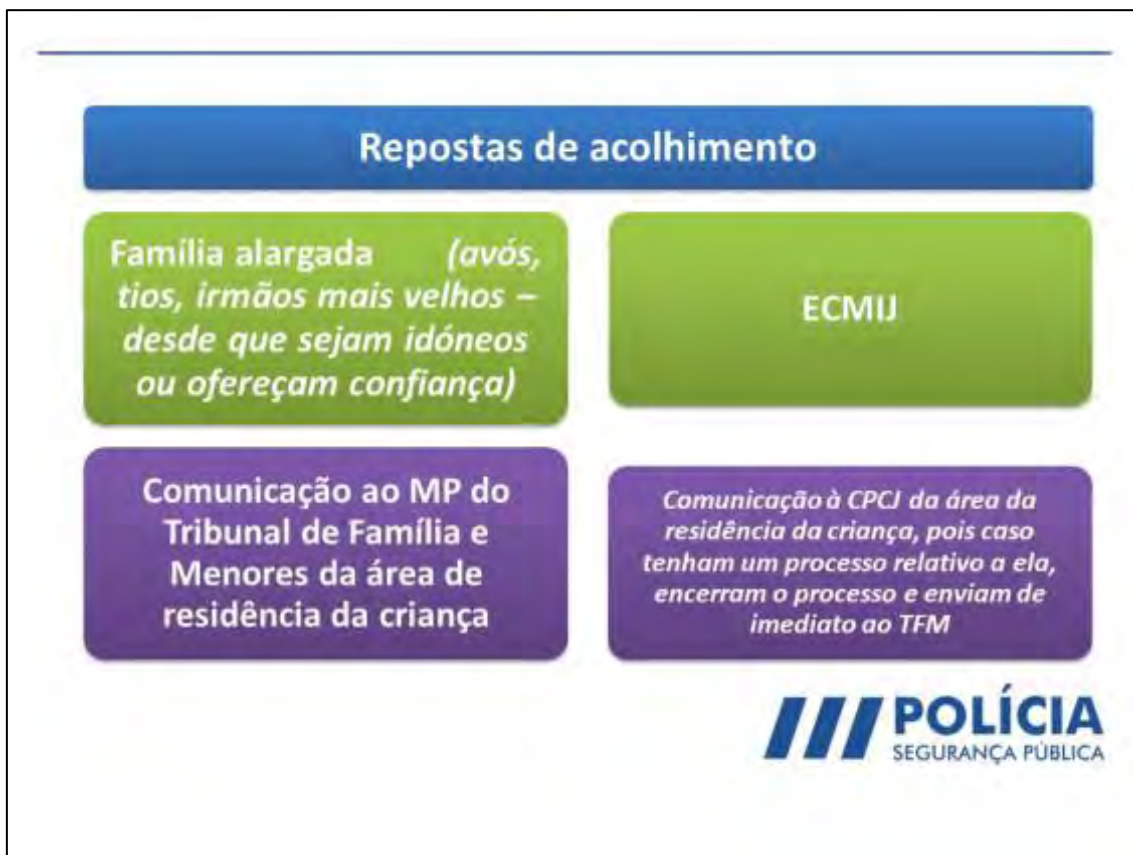 Repostas de acolhimento
Família alargada (avós,
tios, irmãos mais velhos –
desde que sejam idóneos
ou ofereçam confiança)
ECMIJ
Comunicação ao MP do
Tribunal de Família e
Menores da área de
residência da criança
Comunicação à CPCJ da área da
residência da criança, pois caso
tenham um processo relativo a ela,
encerram o processo e enviam de
imediato ao TFM
POLÍCIA
SEGURANÇA PÚBLICA